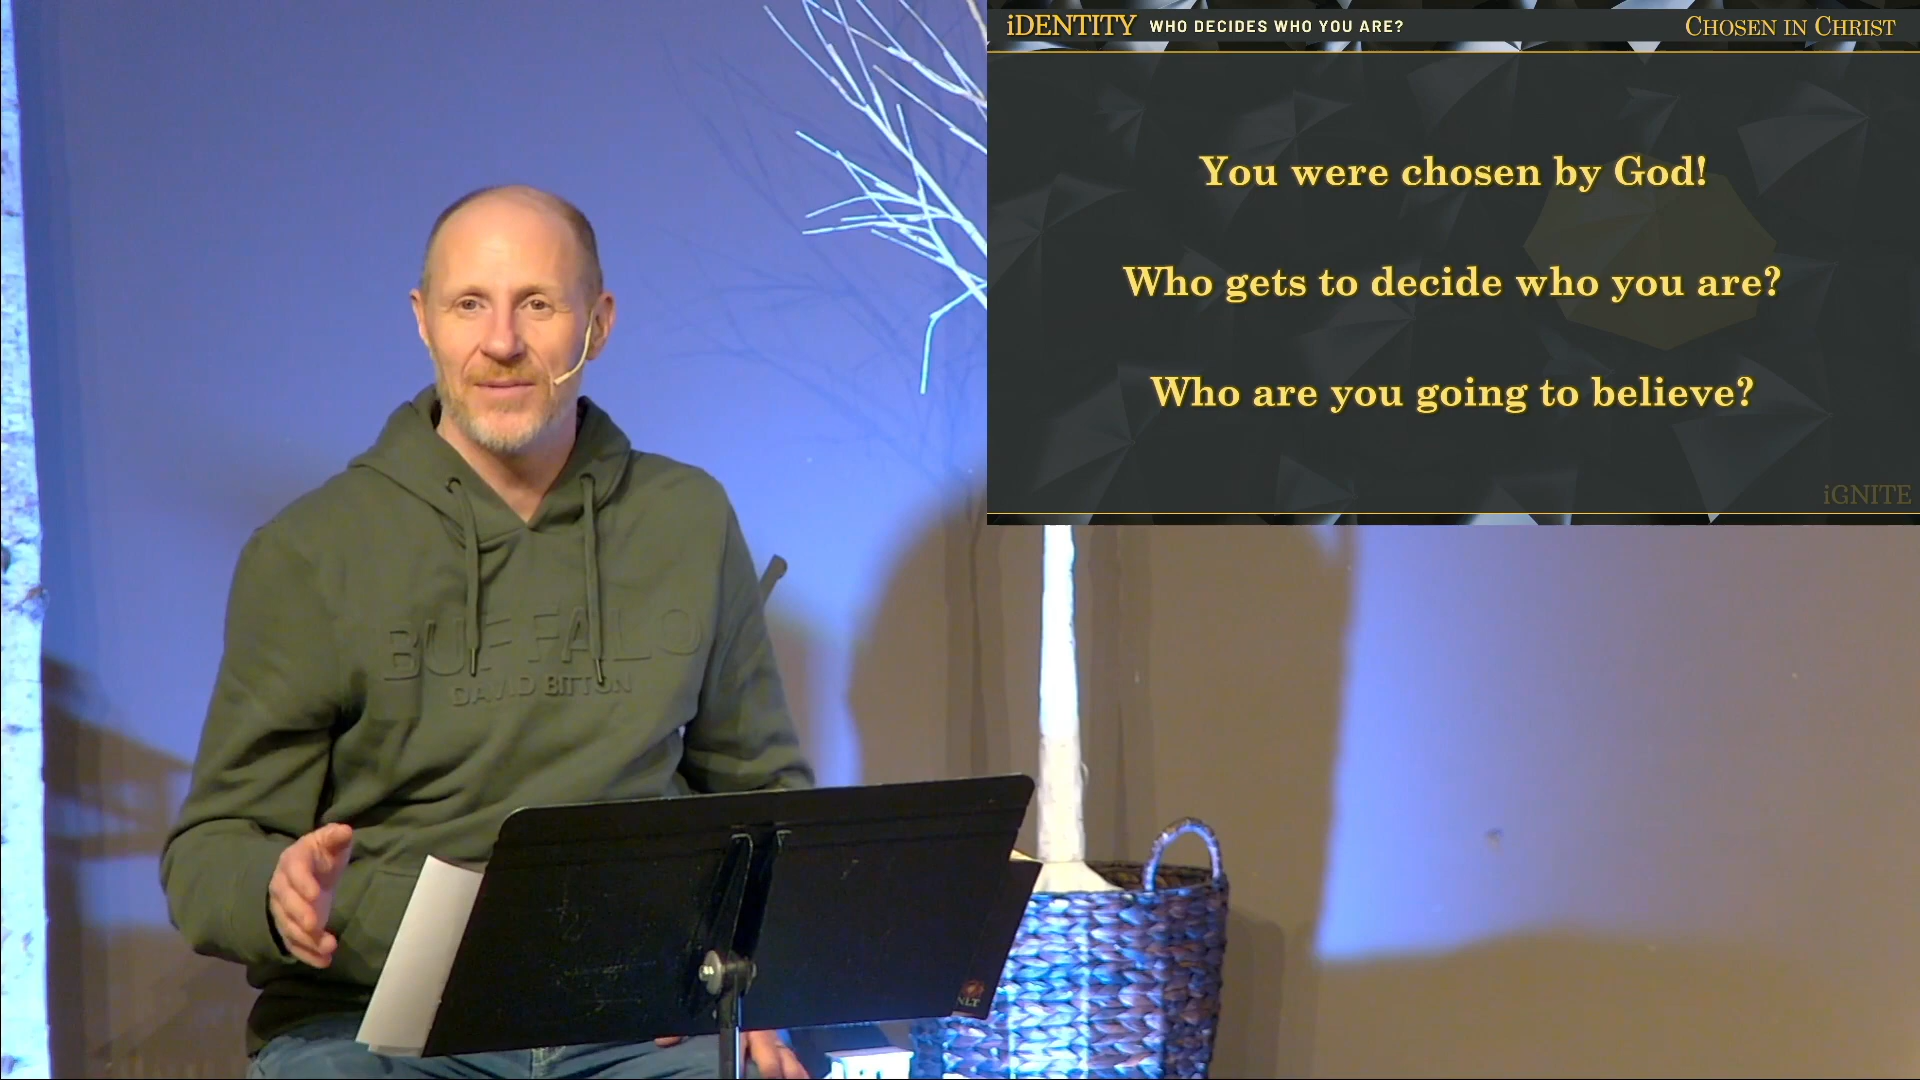 iDENTITY WHO DECIDES WHO YOU ARE? CHOSEN IN CHRIST
You were chosen by God!
Who gets to decide who you are?
Who are you going to believe?
iGNITE
BUFFALO
DAVID BITTON
NLT